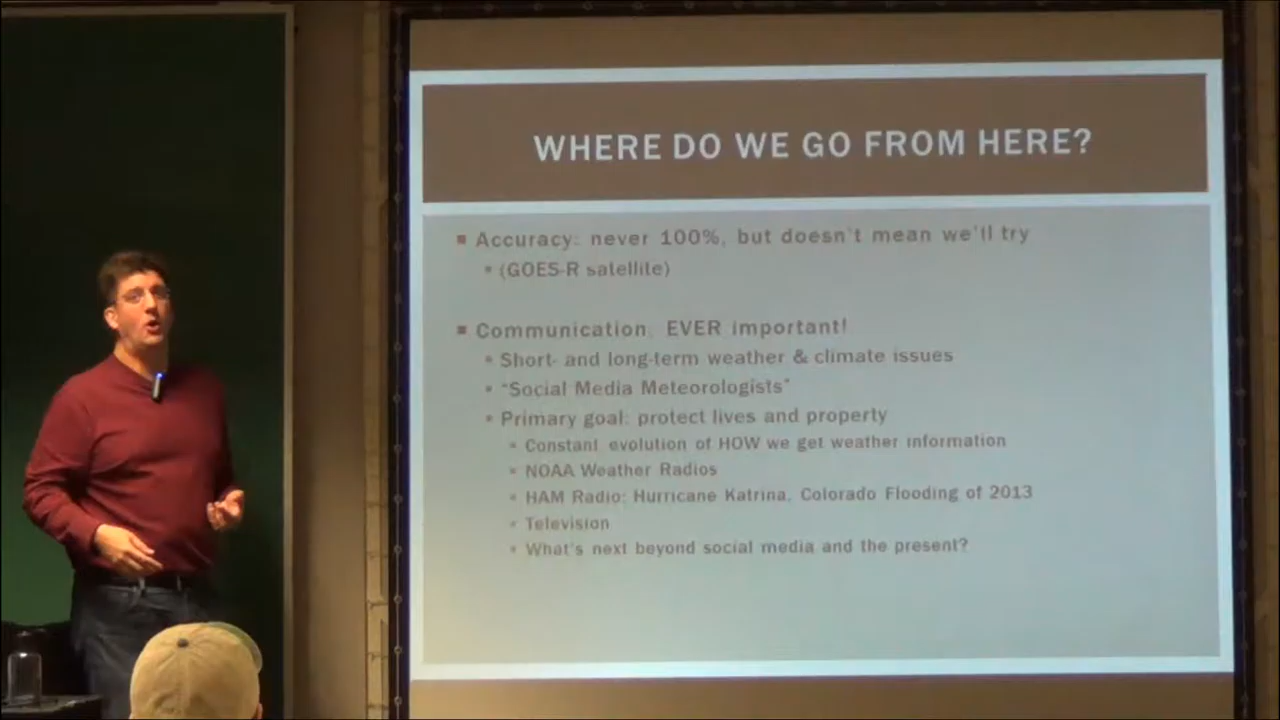 WHERE DO WE GO FROM HERE?
Accuracy: never 100%, but doesn't mean we'll try
(GOES-R satellite)
Communication: EVER important!
Short- and long-term weather & climate issues
"Social Media Meteorologists"
Primary goal: protect lives and property
Constant evolution of HOW we get weather information
NOAA Weather Radios
HAM Radio: Hurricane Katrina, Colorado Flooding of 2013
Television
What's next beyond social media and the present?